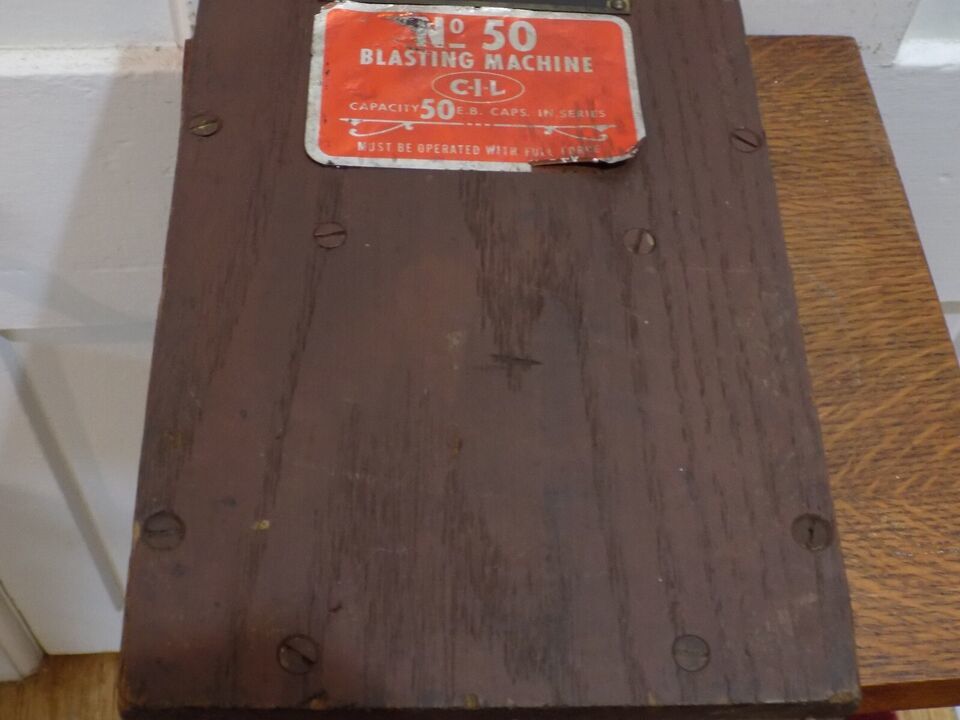 Nº 50
BLASTING MACHINE
C-I-L
CAPACITY 50 E.B. CAPS. IN SERIES
MUST BE OPERATED WITH FULL FORCE